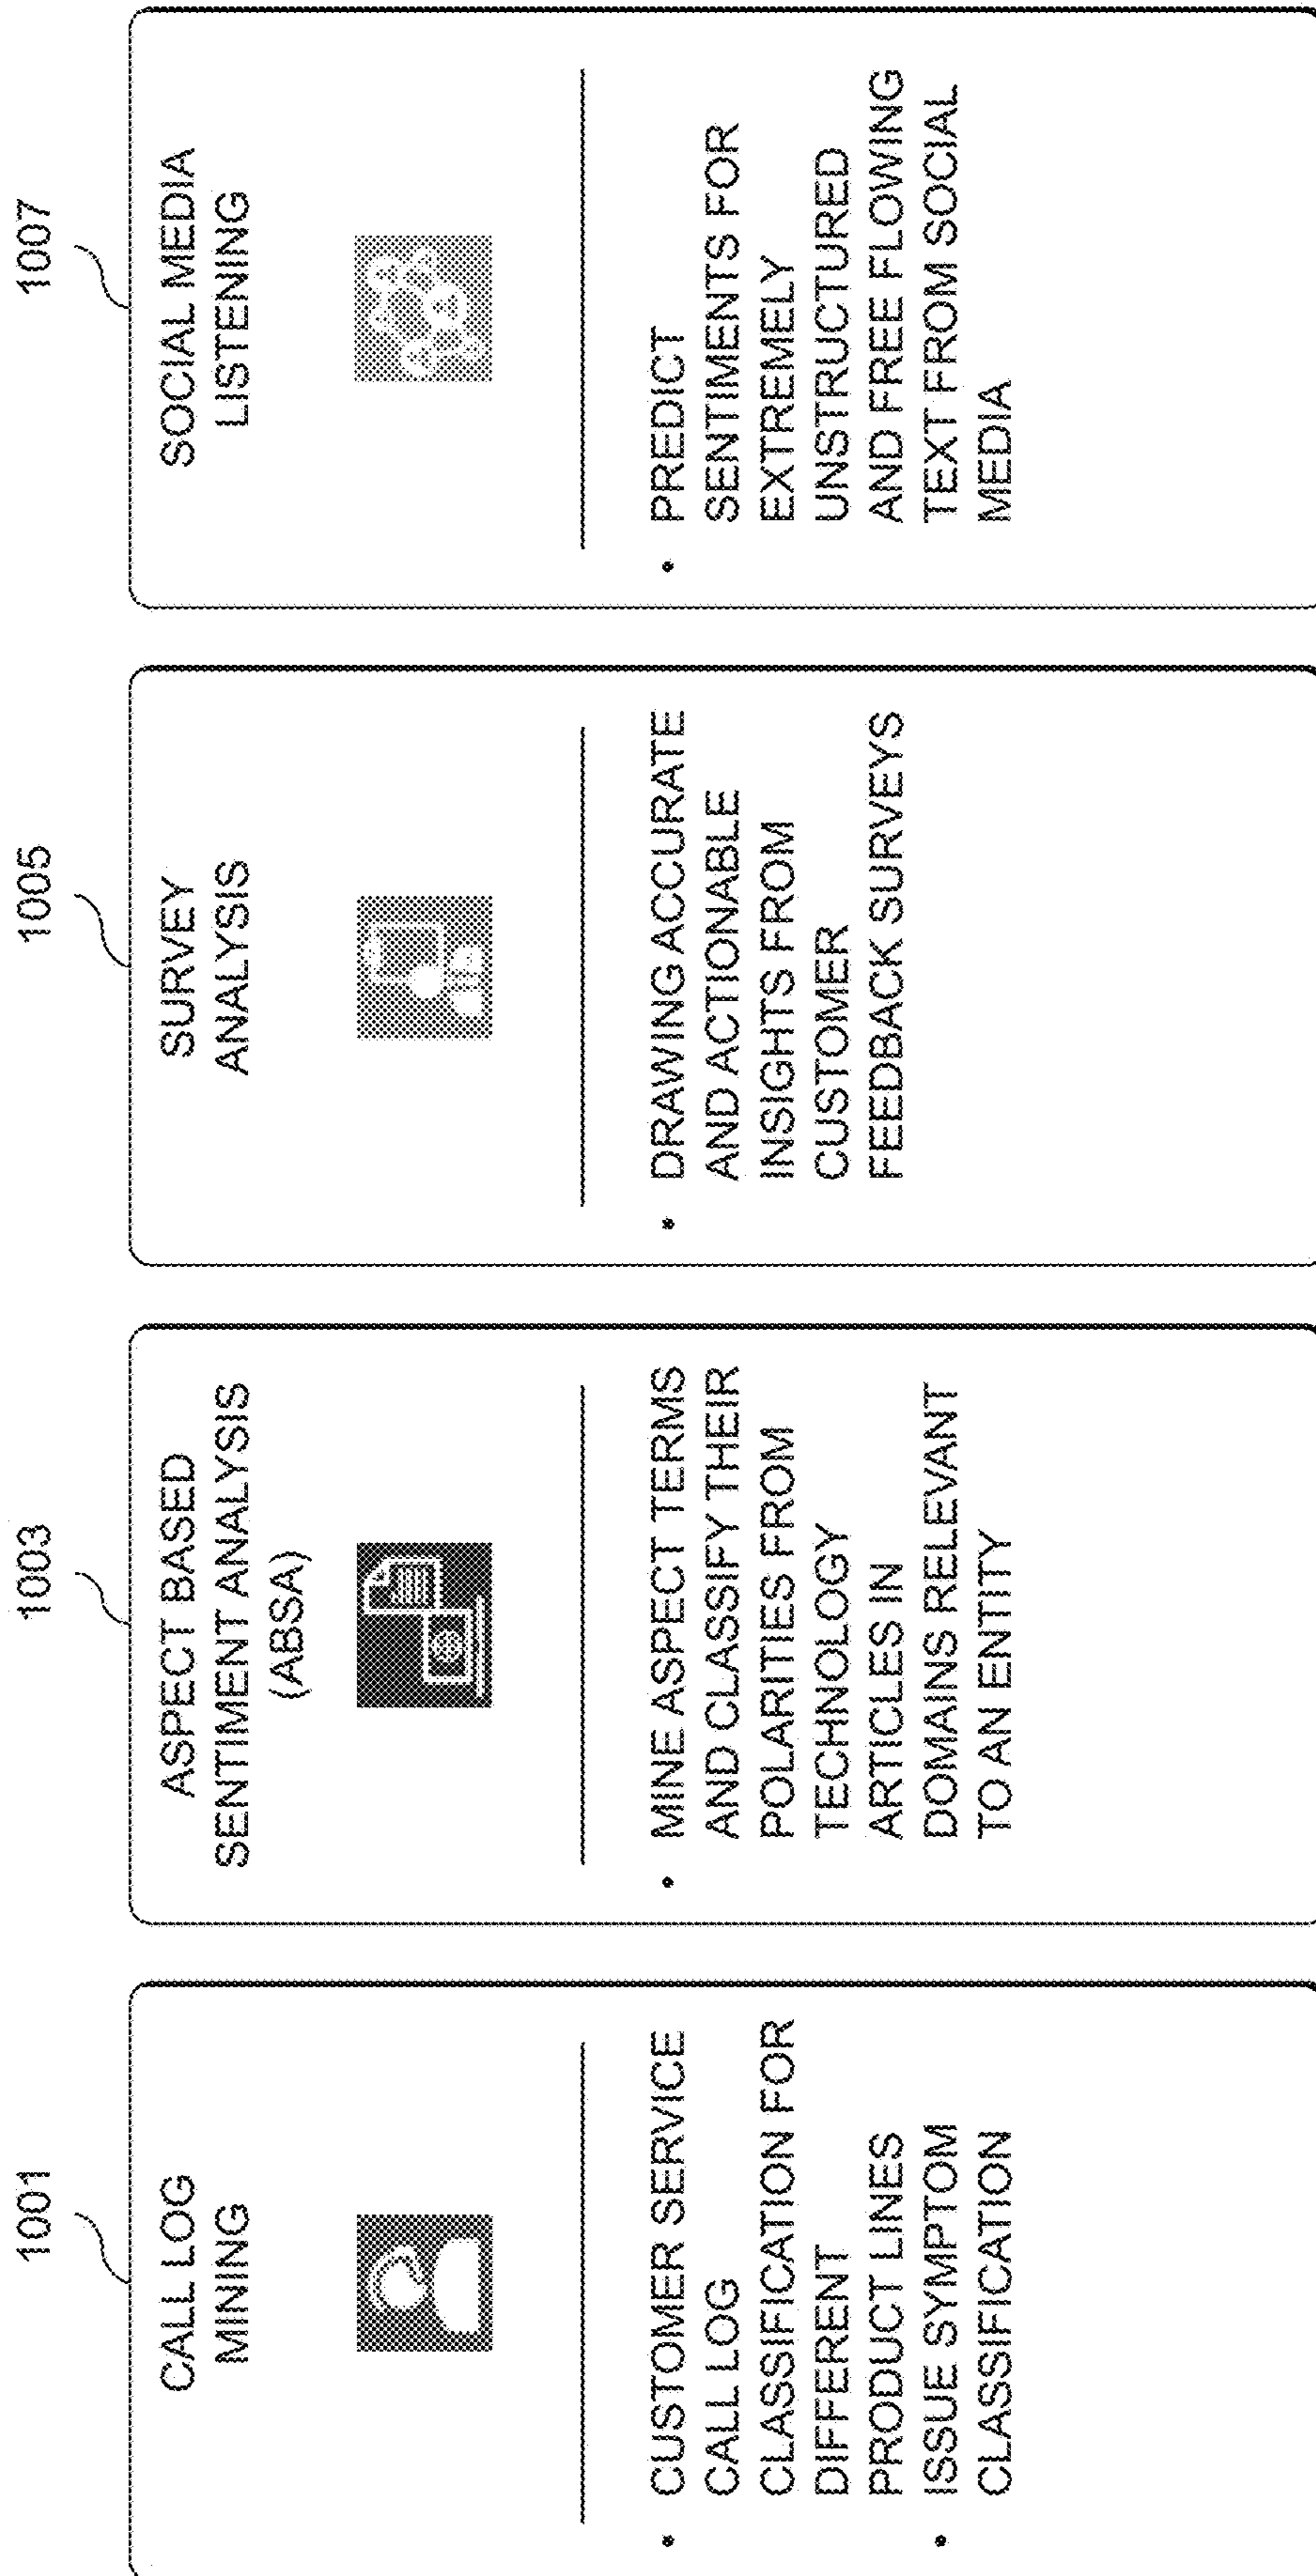 1001
CALL LOG
MINING
• CUSTOMER SERVICE
CALL LOG
CLASSIFICATION FOR
DIFFERENT
PRODUCT LINES
• ISSUE SYMPTOM
CLASSIFICATION
1003
ASPECT BASED
SENTIMENT ANALYSIS
(ABSA)
• MINE ASPECT TERMS
AND CLASSIFY THEIR
POLARITIES FROM
TECHNOLOGY
ARTICLES IN
DOMAINS RELEVANT
TO AN ENTITY
1005
SURVEY
ANALYSIS
• DRAWING ACCURATE
AND ACTIONABLE
INSIGHTS FROM
CUSTOMER
FEEDBACK SURVEYS
1007
SOCIAL MEDIA
LISTENING
• PREDICT
SENTIMENTS FOR
EXTREMELY
UNSTRUCTURED
AND FREE FLOWING
TEXT FROM SOCIAL
MEDIA